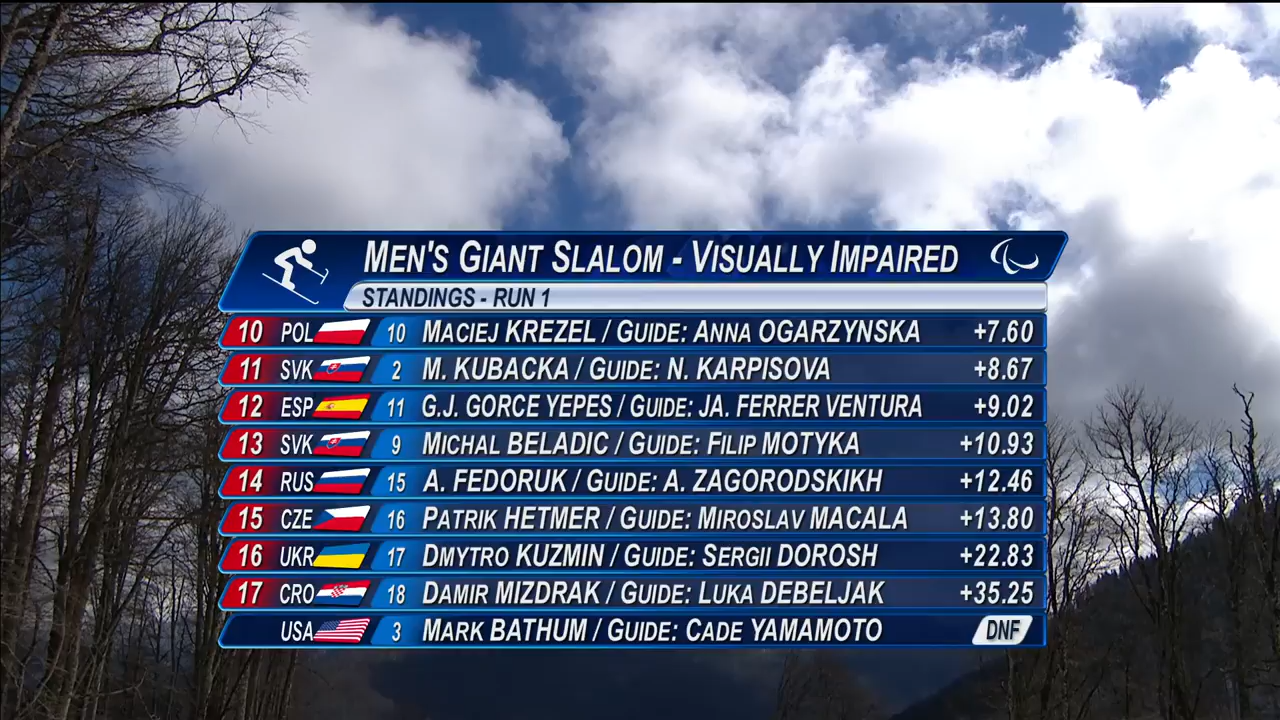 MEN'S GIANT SLALOM - VISUALLY IMPAIRED
STANDINGS - RUN 1
10 POL 10 MACIEJ KREZEL / GUIDE: ANNA OGARZYNSKA +7.60
11 SVK 2 M. KUBACKA / GUIDE: N. KARPISOVA +8.67
12 ESP 11 G.J. GORCE YEPES / GUIDE: JA. FERRER VENTURA +9.02
13 SVK 9 MICHAL BELADIC / GUIDE: FILIP MOTYKA +10.93
14 RUS 15 A. FEDORUK / GUIDE: A. ZAGORODSKIKH +12.46
15 CZE 16 PATRIK HETMER / GUIDE: MIROSLAV MACALA +13.80
16 UKR 17 DMYTRO KUZMIN / GUIDE: SERGII DOROSH +22.83
17 CRO 18 DAMIR MIZDRAK / GUIDE: LUKA DEBELJAK +35.25
USA 3 MARK BATHUM / GUIDE: CADE YAMAMOTO DNF